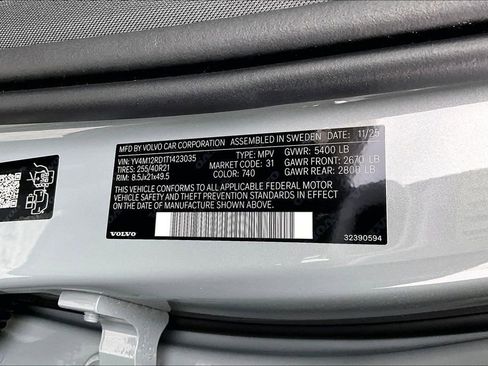 MFD BY VOLVO CAR CORPORATION ASSEMBLED IN SWEDEN DATE 11/25
VIN: YV4M12RD1T1423035 TYPE: MPV GVWR: 5400 LB
TIRES: 255/40R21 MARKET CODE: 31 GAWR FRONT: 2670 LB
RIM: 8.5Jx21x49.5 COLOR: 740 GAWR REAR: 2800 LB
THIS VEHICLE CONFORMS TO ALL APPLICABLE FEDERAL MOTOR
VEHICLE SAFETY AND THEFT PREVENTION STANDARDS IN EFFECT
ON THE DATE OF MANUFACTURE SHOWN ABOVE.
VOLVO 32390594